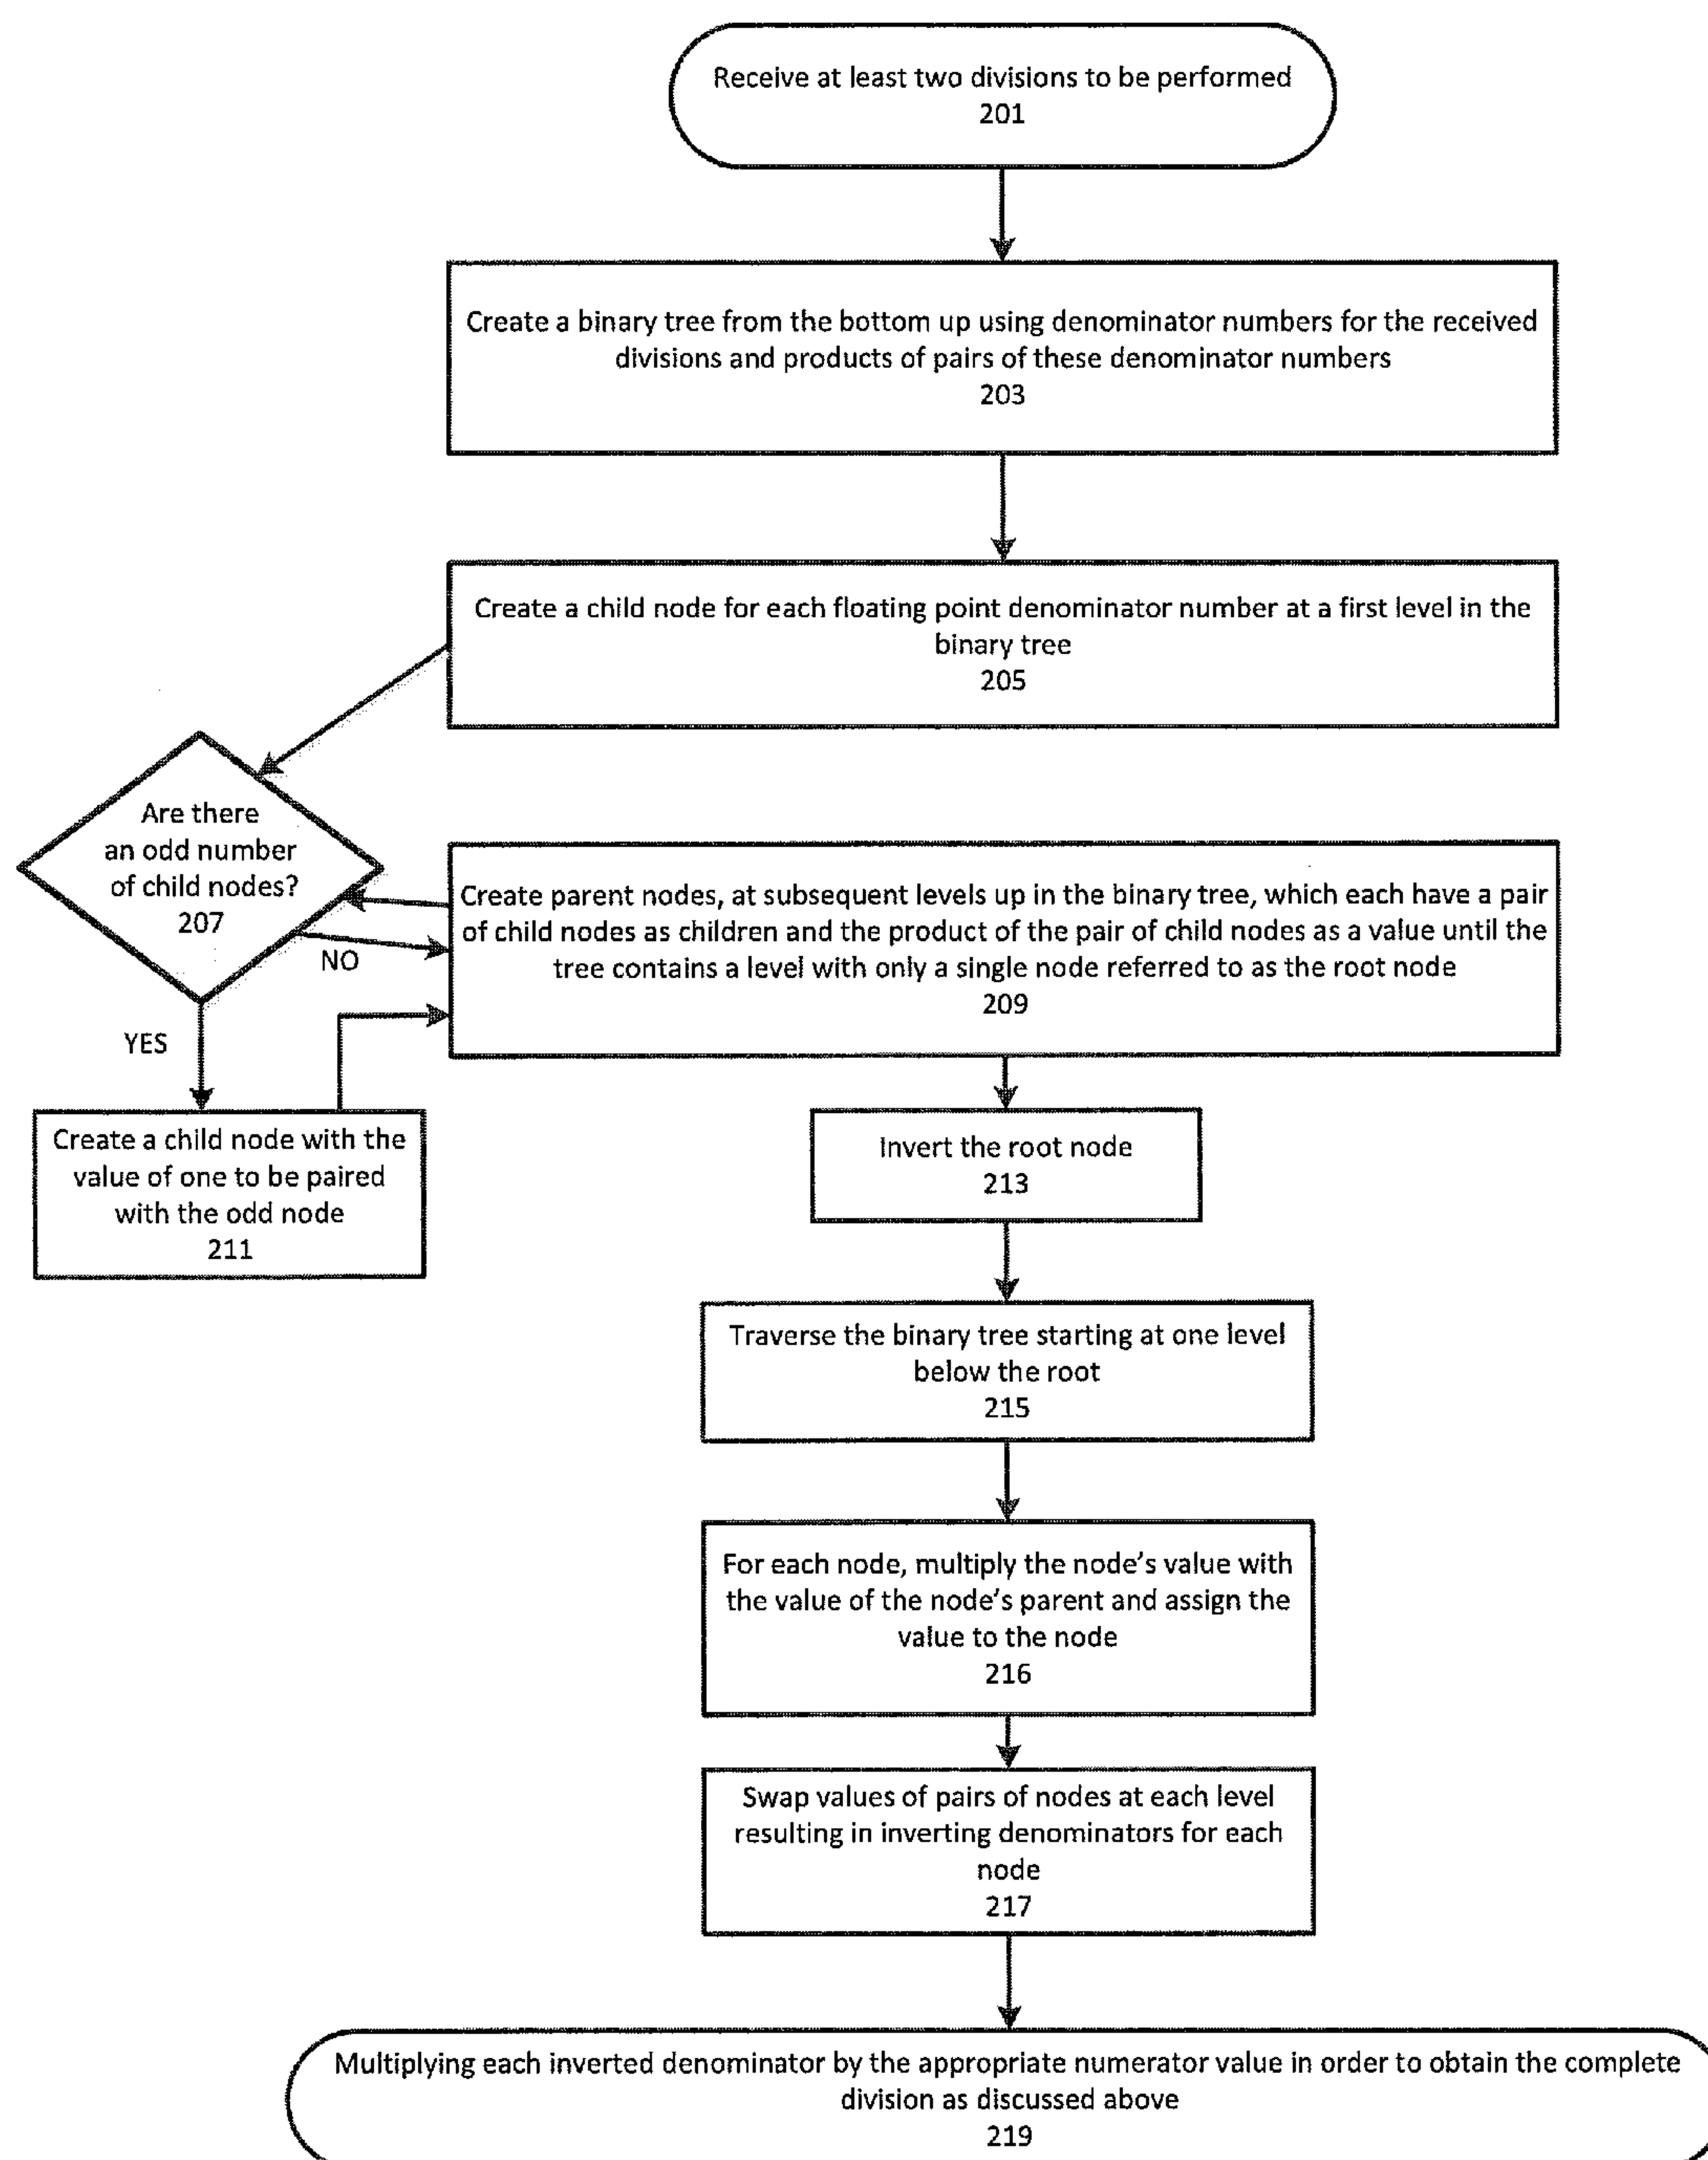 Receive at least two divisions to be performed
201
Create a binary tree from the bottom up using denominator numbers for the received
divisions and products of pairs of these denominator numbers
203
Create a child node for each floating point denominator number at a first level in the
binary tree
205
Are there
an odd number
of child nodes?
207
NO
YES
Create parent nodes, at subsequent levels up in the binary tree, which each have a pair
of child nodes as children and the product of the pair of child nodes as a value until the
tree contains a level with only a single node referred to as the root node
209
Create a child node with the
value of one to be paired
with the odd node
211
Invert the root node
213
Traverse the binary tree starting at one level
below the root
215
For each node, multiply the node's value with
the value of the node's parent and assign the
value to the node
216
Swap values of pairs of nodes at each level
resulting in inverting denominators for each
node
217
Multiplying each inverted denominator by the appropriate numerator value in order to obtain the complete
division as discussed above
219